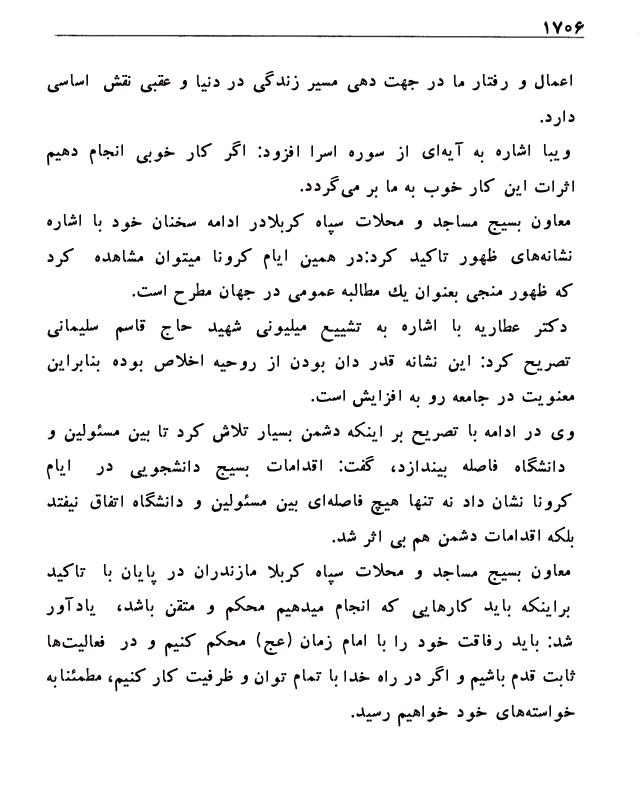 ۱۷۰۶
اعمال و رفتار ما در جهت دهی مسیر زندگی در دنیا و عقبی نقش اساسی
دارد.
ویبا اشاره به آیه‌ای از سوره اسرا افزود: اگر کار خوبی انجام دهیم
اثرات این کار خوب به ما بر می‌گردد.
معاون بسیج مساجد و محلات سپاه کربلادر ادامه سخنان خود با اشاره
نشانه‌های ظهور تاکید کرد:در همین ایام کرونا میتوان مشاهده کرد
که ظهور منجی بعنوان یك مطالبه عمومی در جهان مطرح است.
دکتر عطاریه با اشاره به تشییع میلیونی شهید حاج قاسم سلیمانی
تصریح کرد: این نشانه قدر دان بودن از روحیه اخلاص بوده بنابراین
معنویت در جامعه رو به افزایش است.
وی در ادامه با تصریح بر اینکه دشمن بسیار تلاش کرد تا بین مسئولین و
دانشگاه فاصله بیندازد، گفت: اقدامات بسیج دانشجویی در ایام
کرونا نشان داد نه تنها هیچ فاصله‌ای بین مسئولین و دانشگاه اتفاق نیفتد
بلکه اقدامات دشمن هم بی اثر شد.
معاون بسیج مساجد و محلات سپاه کربلا مازندران در پایان با تاکید
براینکه باید کارهایی که انجام میدهیم محکم و متقن باشد، یادآور
شد: باید رفاقت خود را با امام زمان (عج) محکم کنیم و در فعالیت‌ها
ثابت قدم باشیم و اگر در راه خدا با تمام توان و ظرفیت کار کنیم، مطمئنابه
خواسته‌های خود خواهیم رسید.